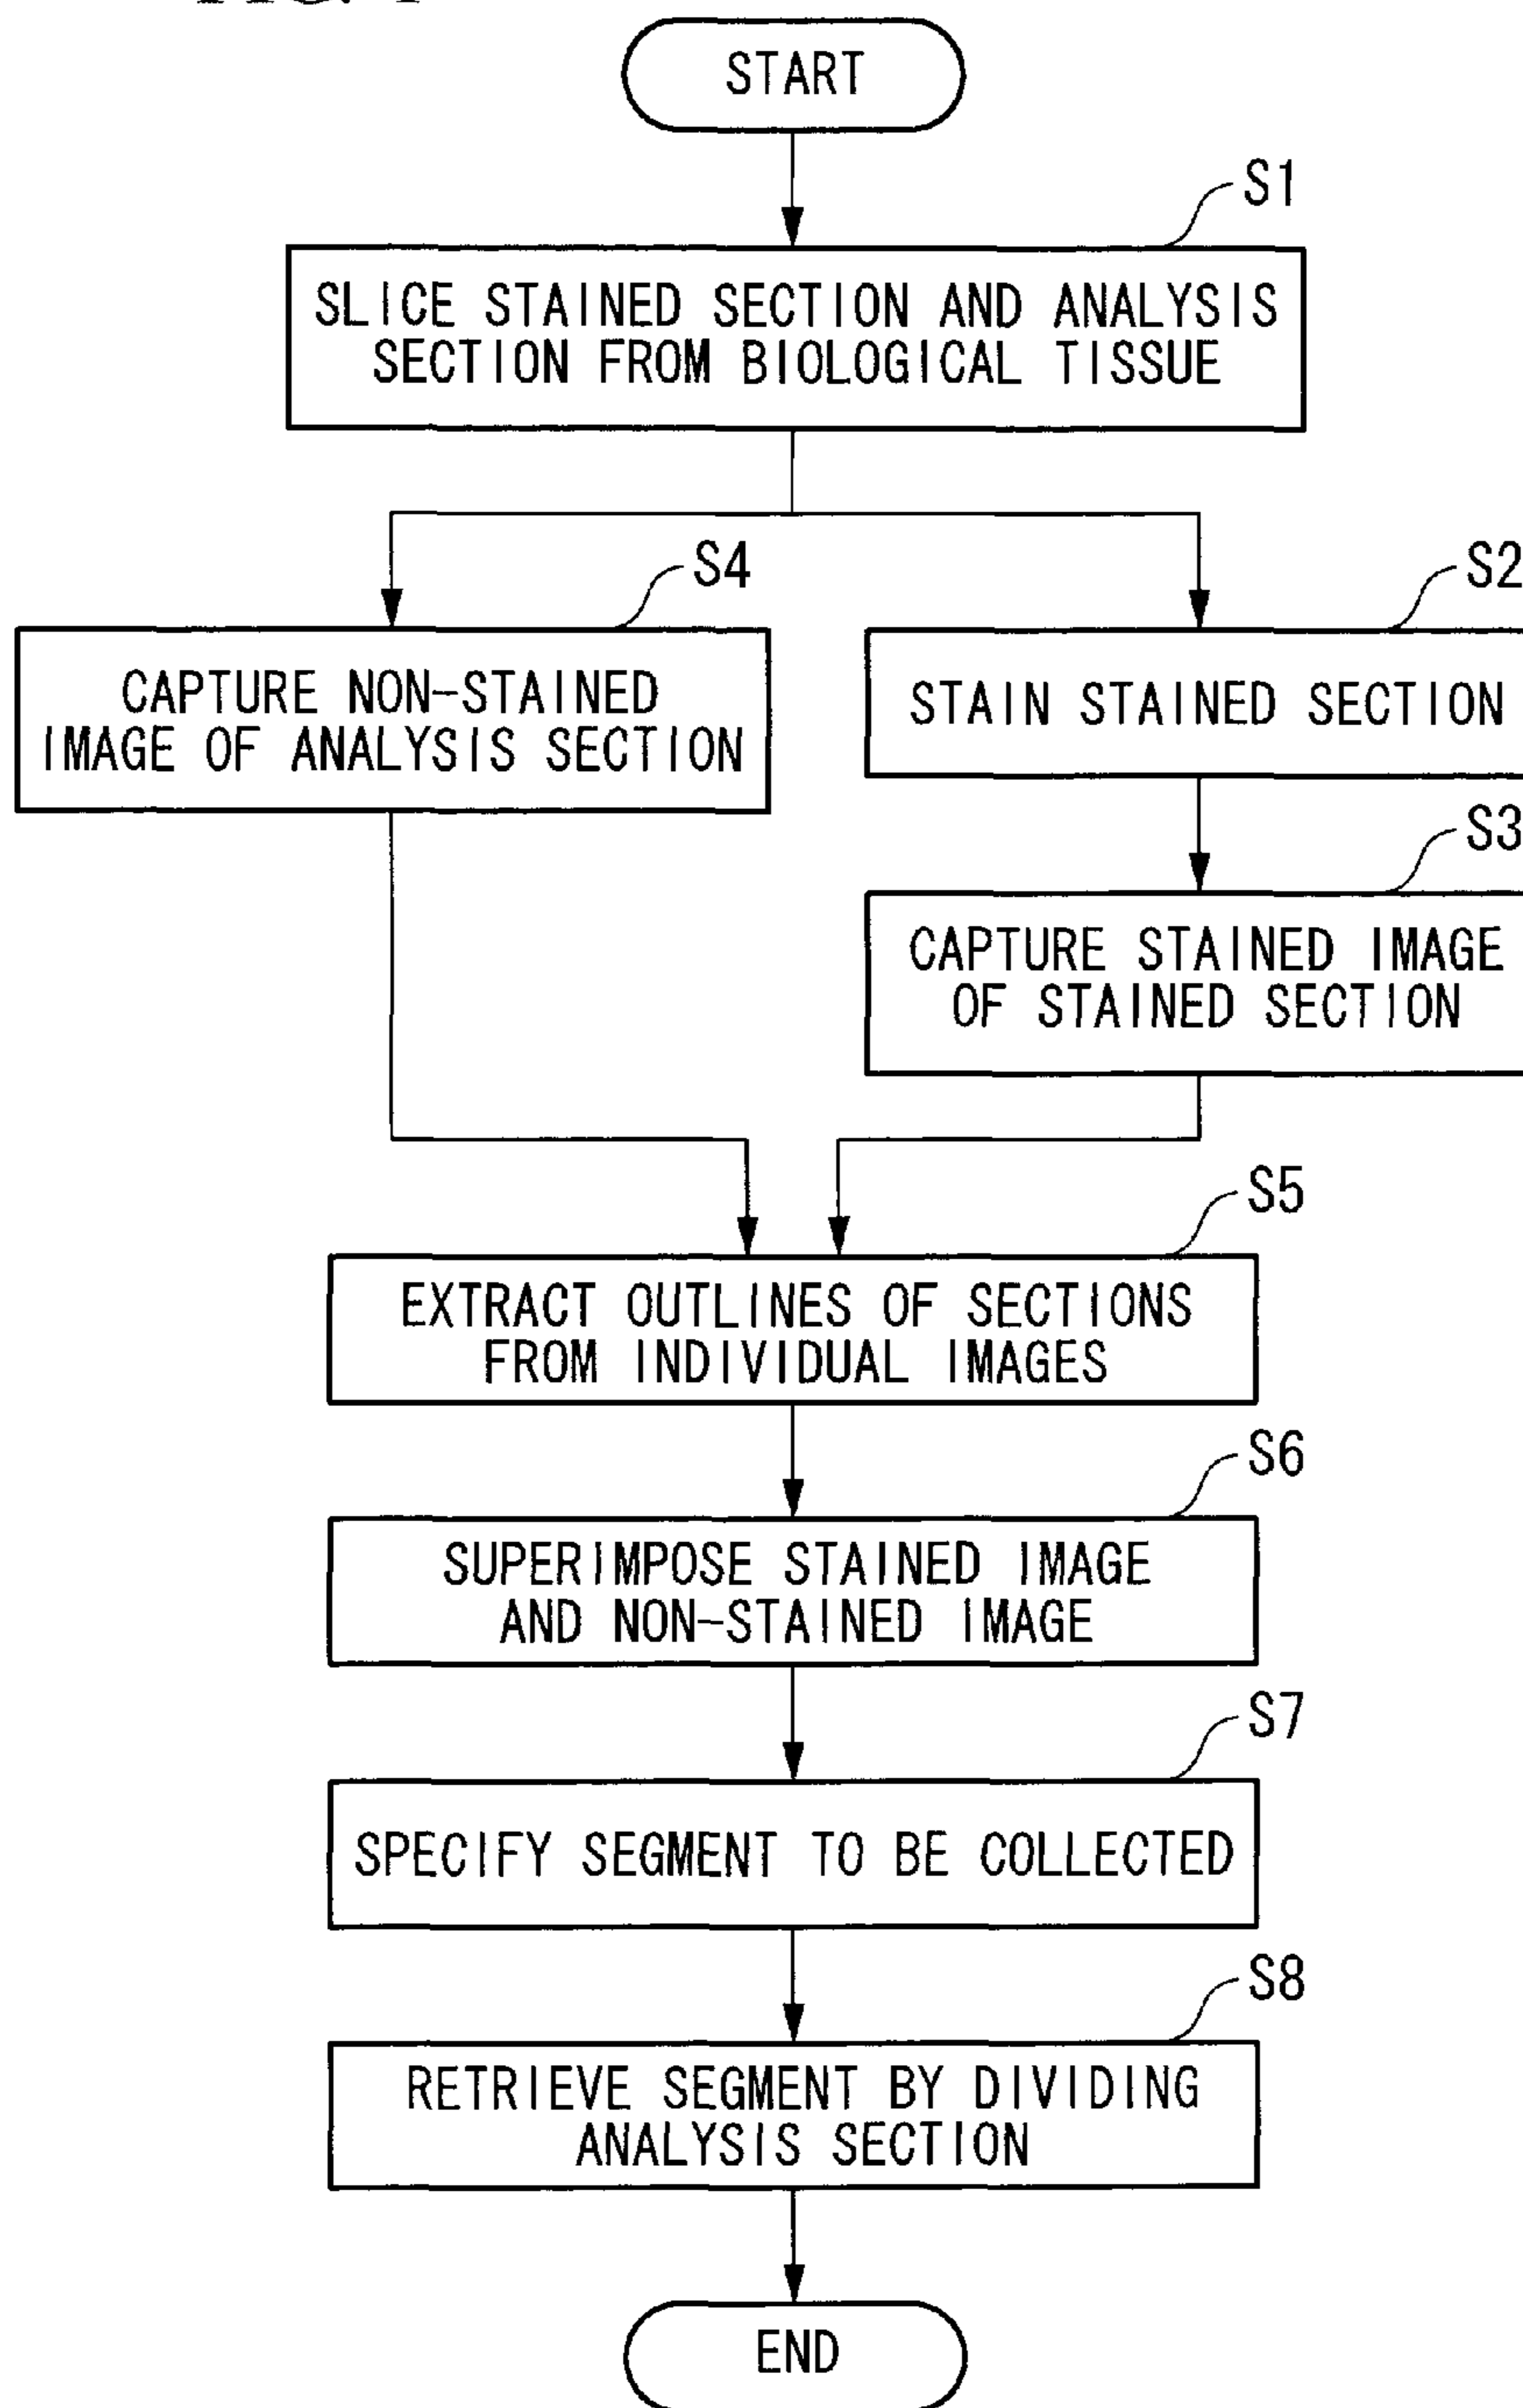 START
S1
SLICE STAINED SECTION AND ANALYSIS
SECTION FROM BIOLOGICAL TISSUE
S4
CAPTURE NON-STAINED
IMAGE OF ANALYSIS SECTION
S2
STAIN STAINED SECTION
S3
CAPTURE STAINED IMAGE
OF STAINED SECTION
S5
EXTRACT OUTLINES OF SECTIONS
FROM INDIVIDUAL IMAGES
S6
SUPERIMPOSE STAINED IMAGE
AND NON-STAINED IMAGE
S7
SPECIFY SEGMENT TO BE COLLECTED
S8
RETRIEVE SEGMENT BY DIVIDING
ANALYSIS SECTION
END